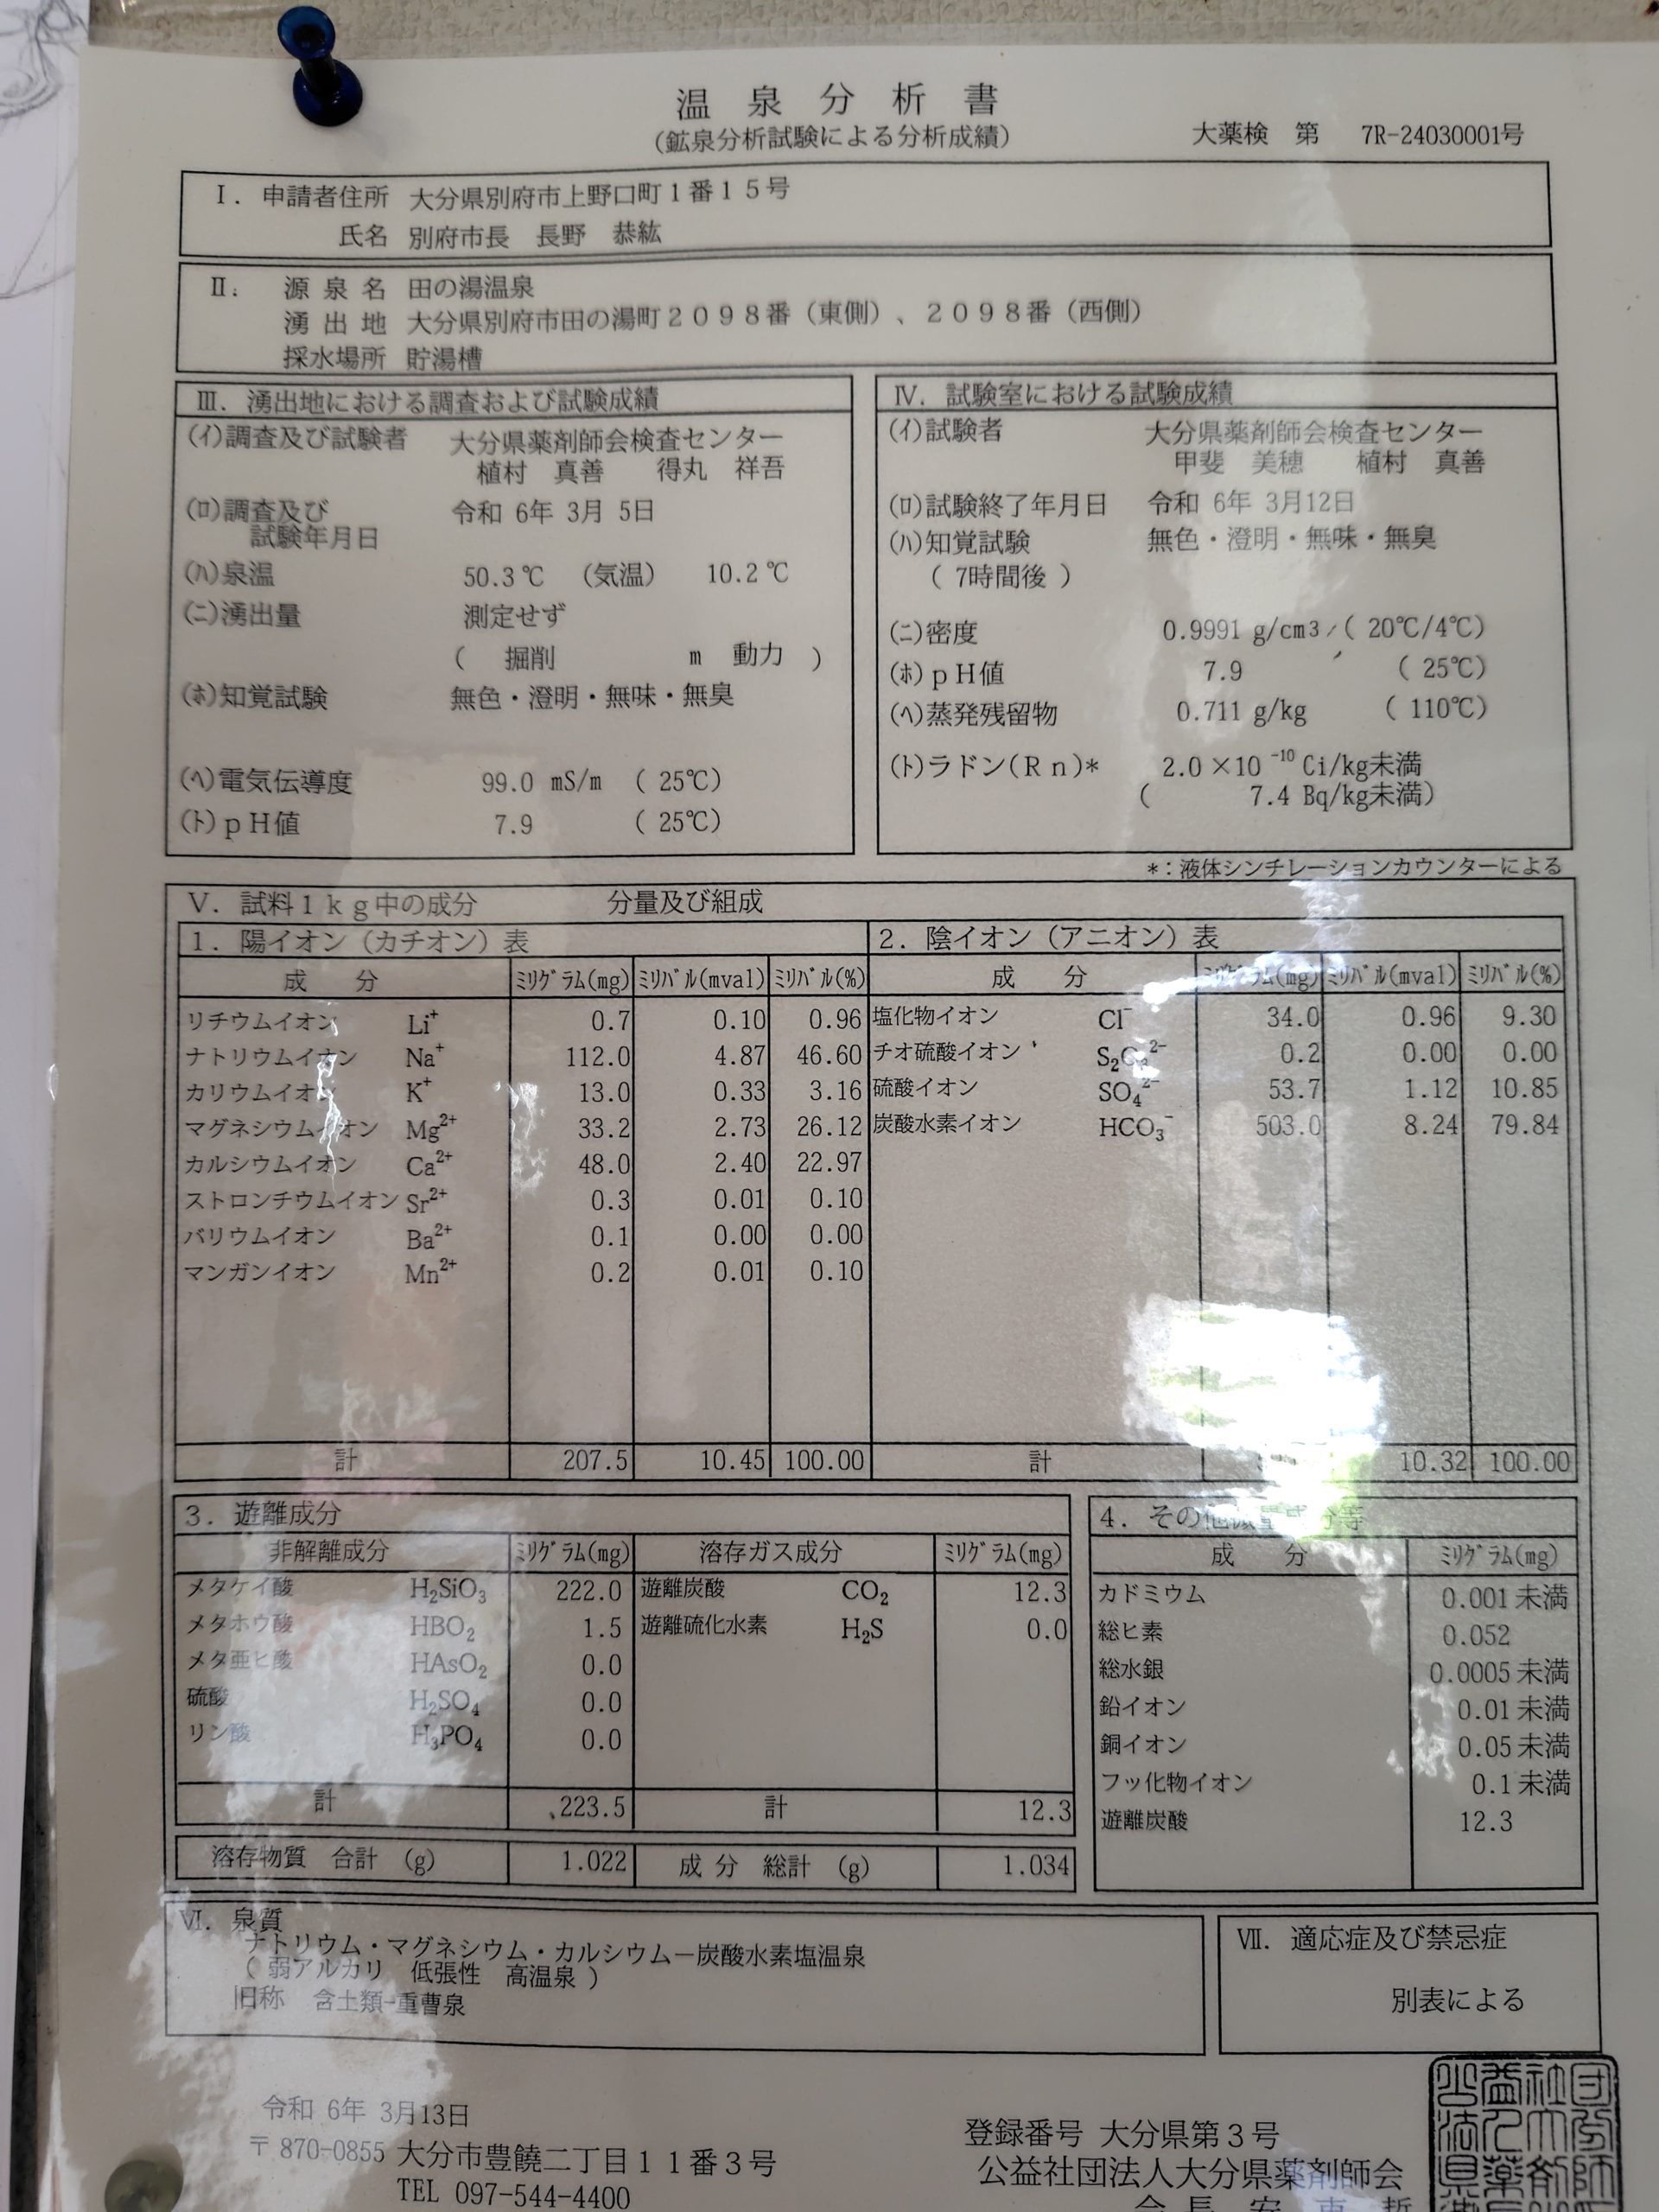 温泉分析書
(鉱泉分析試験による分析成績)
大薬検 第 7R-24030001号
Ⅰ. 申請者住所 大分県別府市上野口町1番15号
氏名 別府市長 長野 恭紘
Ⅱ. 源泉名 田の湯温泉
湧出地 大分県別府市田の湯町2098番(東側)、2098番(西側)
採水場所 貯湯槽
Ⅲ. 湧出地における調査および試験成績
(イ)調査及び試験者 大分県薬剤師会検査センター
植村 真善 得丸 祥吾
(ロ)調査及び 令和 6年 3月 5日
試験年月日
(ハ)泉温 50.3℃ (気温) 10.2℃
(ニ)湧出量 測定せず
( 掘削 m 動力 )
(ホ)知覚試験 無色・澄明・無味・無臭
(ヘ)電気伝導度 99.0 mS/m ( 25℃)
(ト)pH値 7.9 ( 25℃)
Ⅳ. 試験室における試験成績
(イ)試験者 大分県薬剤師会検査センター
甲斐 美穂 植村 真善
(ロ)試験終了年月日 令和 6年 3月12日
(ハ)知覚試験 無色・澄明・無味・無臭
( 7時間後 )
(ニ)密度 0.9991 g/cm3 ( 20℃/4℃)
(ホ)pH値 7.9 ( 25℃)
(ヘ)蒸発残留物 0.711 g/kg ( 110℃)
(ト)ラドン(Rn)* 2.0×10⁻¹⁰ Ci/kg未満
( 7.4 Bq/kg未満)
*:液体シンチレーションカウンターによる
Ⅴ. 試料1kg中の成分 分量及び組成
1. 陽イオン(カチオン)表
成 分 ミリグラム(mg) ミリバル(mval) ミリバル(%)
リチウムイオン Li⁺ 0.7 0.10 0.96
ナトリウムイオン Na⁺ 112.0 4.87 46.60
カリウムイオン K⁺ 13.0 0.33 3.16
マグネシウムイオン Mg²⁺ 33.2 2.73 26.12
カルシウムイオン Ca²⁺ 48.0 2.40 22.97
ストロンチウムイオン Sr²⁺ 0.3 0.01 0.10
バリウムイオン Ba²⁺ 0.1 0.00 0.00
マンガンイオン Mn²⁺ 0.2 0.01 0.10
計 207.5 10.45 100.00
2. 陰イオン(アニオン)表
成 分 ミリグラム(mg) ミリバル(mval) ミリバル(%)
塩化物イオン Cl⁻ 34.0 0.96 9.30
チオ硫酸イオン S₂O₃²⁻ 0.2 0.00 0.00
硫酸イオン SO₄²⁻ 53.7 1.12 10.85
炭酸水素イオン HCO₃⁻ 503.0 8.24 79.84
計 10.32 100.00
3. 遊離成分
非解離成分 ミリグラム(mg) 溶存ガス成分 ミリグラム(mg)
メタケイ酸 H₂SiO₃ 222.0 遊離炭酸 CO₂ 12.3
メタホウ酸 HBO₂ 1.5 遊離硫化水素 H₂S 0.0
メタ亜ヒ酸 HAsO₂ 0.0
硫酸 H₂SO₄ 0.0
リン酸 H₃PO₄ 0.0
計 223.5 計 12.3
溶存物質 合計 (g) 1.022 成分 総計 (g) 1.034
4. その他微量成分等
成 分 ミリグラム(mg)
カドミウム 0.001 未満
総ヒ素 0.052
総水銀 0.0005 未満
鉛イオン 0.01 未満
銅イオン 0.05 未満
フッ化物イオン 0.1 未満
遊離炭酸 12.3
Ⅵ. 泉質
ナトリウム・マグネシウム・カルシウム－炭酸水素塩温泉
( 弱アルカリ 低張性 高温泉 )
旧称 含土類-重曹泉
Ⅶ. 適応症及び禁忌症
別表による
令和 6年 3月13日
〒870-0855 大分市豊饒二丁目11番3号
TEL 097-544-4400
登録番号 大分県第3号
公益社団法人大分県薬剤師会